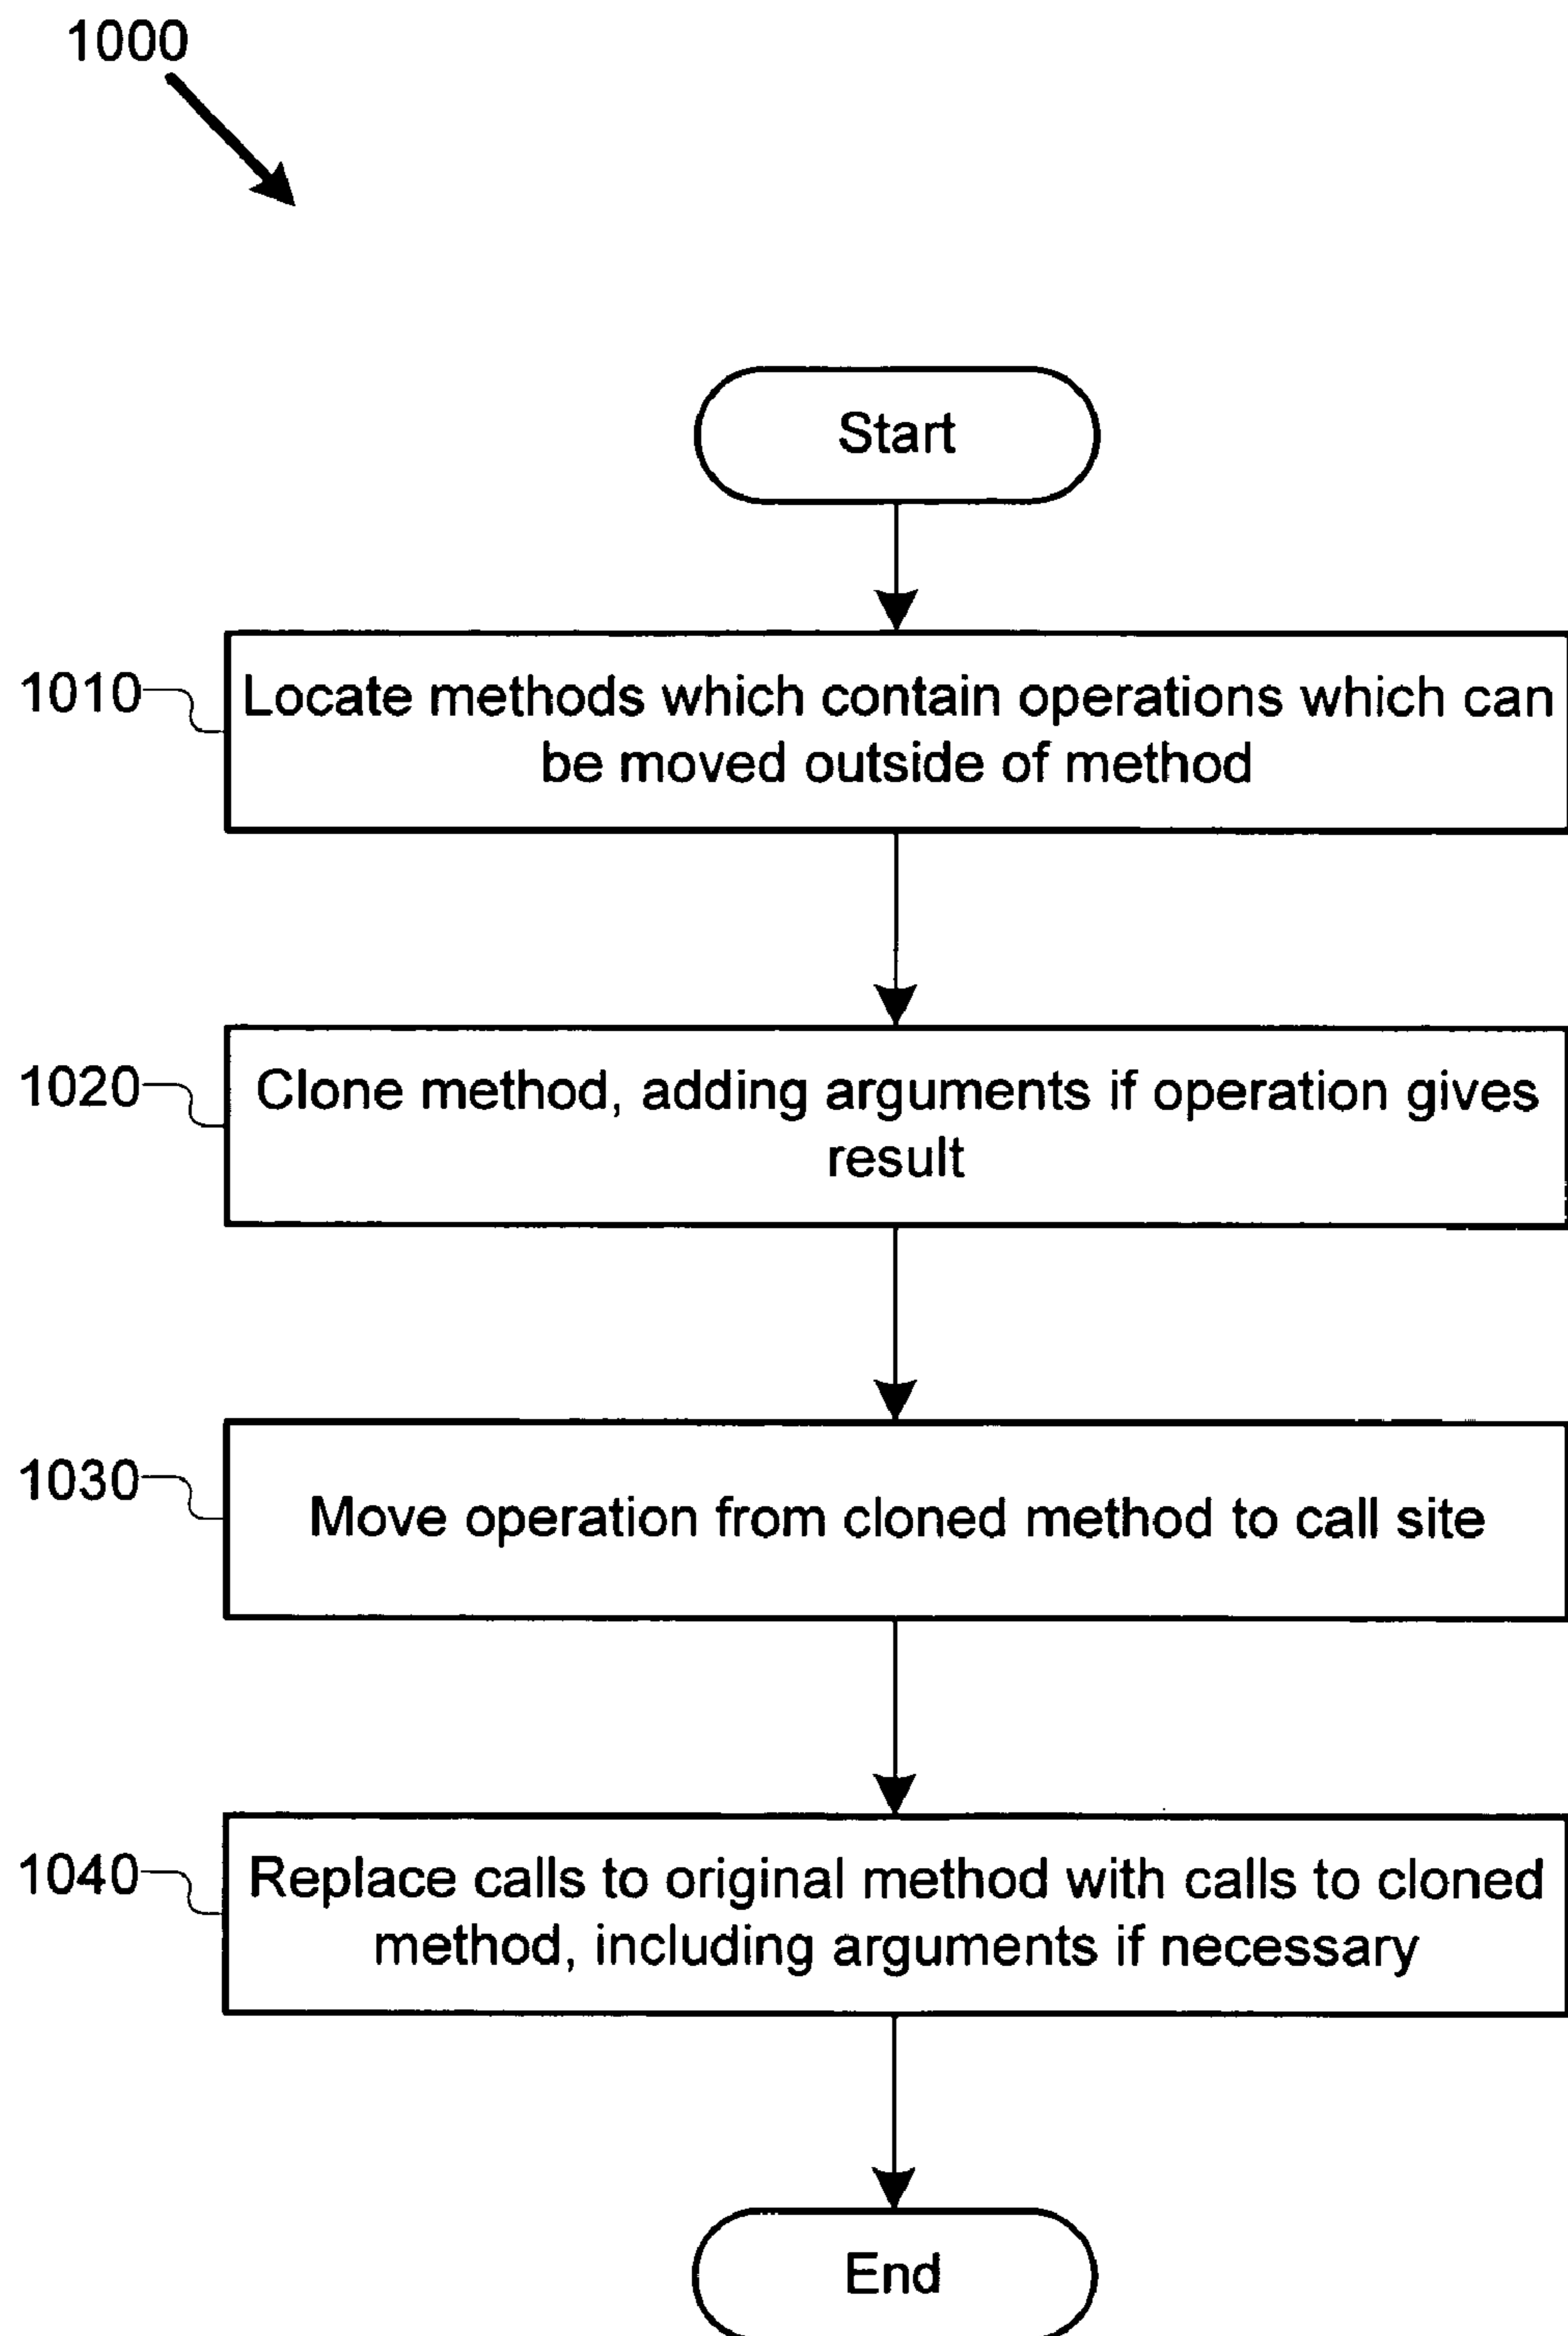 1000
Start
1010
Locate methods which contain operations which can
be moved outside of method
1020
Clone method, adding arguments if operation gives
result
1030
Move operation from cloned method to call site
1040
Replace calls to original method with calls to cloned
method, including arguments if necessary
End